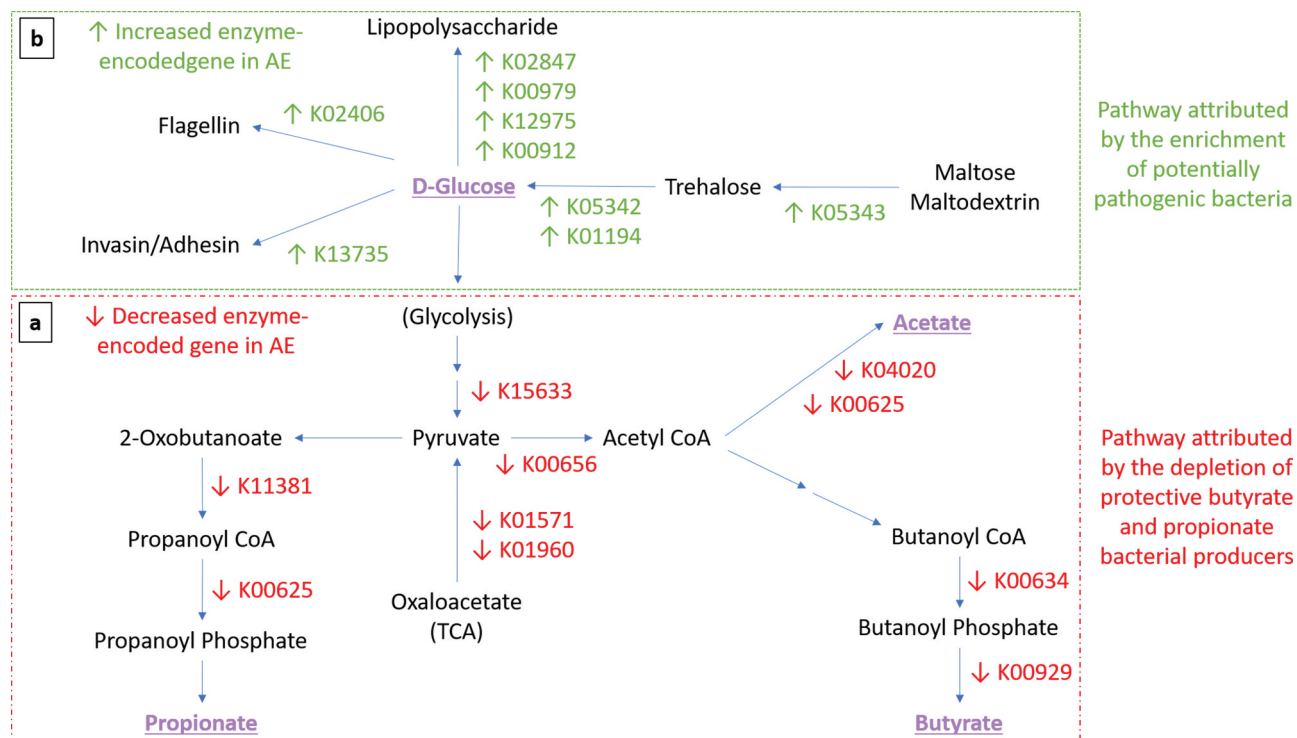 b
↑ Increased enzyme-
encodedgene in AE
Lipopolysaccharide
↑ K02847
↑ K00979
↑ K12975
↑ K00912
Flagellin
↑ K02406
D-Glucose
Trehalose
Maltose
Maltodextrin
↑ K05342
↑ K01194
↑ K05343
Invasin/Adhesin
↑ K13735
Pathway attributed
by the enrichment
of potentially
pathogenic bacteria
a
↓ Decreased enzyme-
encoded gene in AE
(Glycolysis)
↓ K15633
Acetate
↓ K04020
↓ K00625
2-Oxobutanoate
Pyruvate
Acetyl CoA
↓ K00656
↓ K11381
↓ K01571
↓ K01960
Propanoyl CoA
Butanoyl CoA
↓ K00625
↓ K00634
Oxaloacetate
(TCA)
Propanoyl Phosphate
Butanoyl Phosphate
↓ K00929
Propionate
Butyrate
Pathway attributed
by the depletion of
protective butyrate
and propionate
bacterial producers